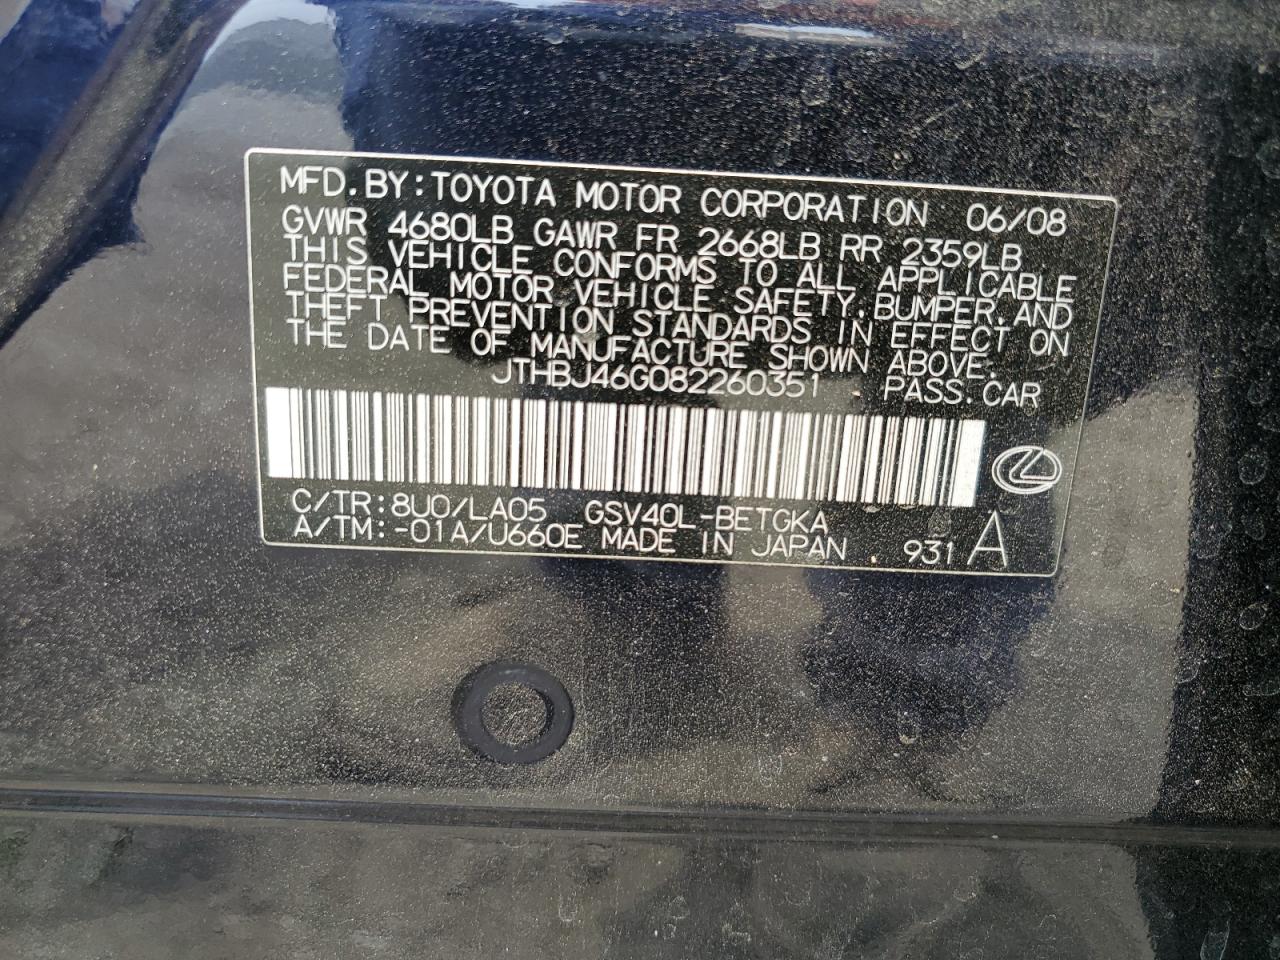 MFD.BY:TOYOTA MOTOR CORPORATION 06/08
GVWR 4680LB GAWR FR 2668LB RR 2359LB
THIS VEHICLE CONFORMS TO ALL APPLICABLE
FEDERAL MOTOR VEHICLE SAFETY,BUMPER,AND
THEFT PREVENTION STANDARDS IN EFFECT ON
THE DATE OF MANUFACTURE SHOWN ABOVE.
JTHBJ46G082260351 PASS.CAR
C/TR:8U0/LA05 GSV40L-BETGKA
A/TM:-01A/U660E MADE IN JAPAN 931 A